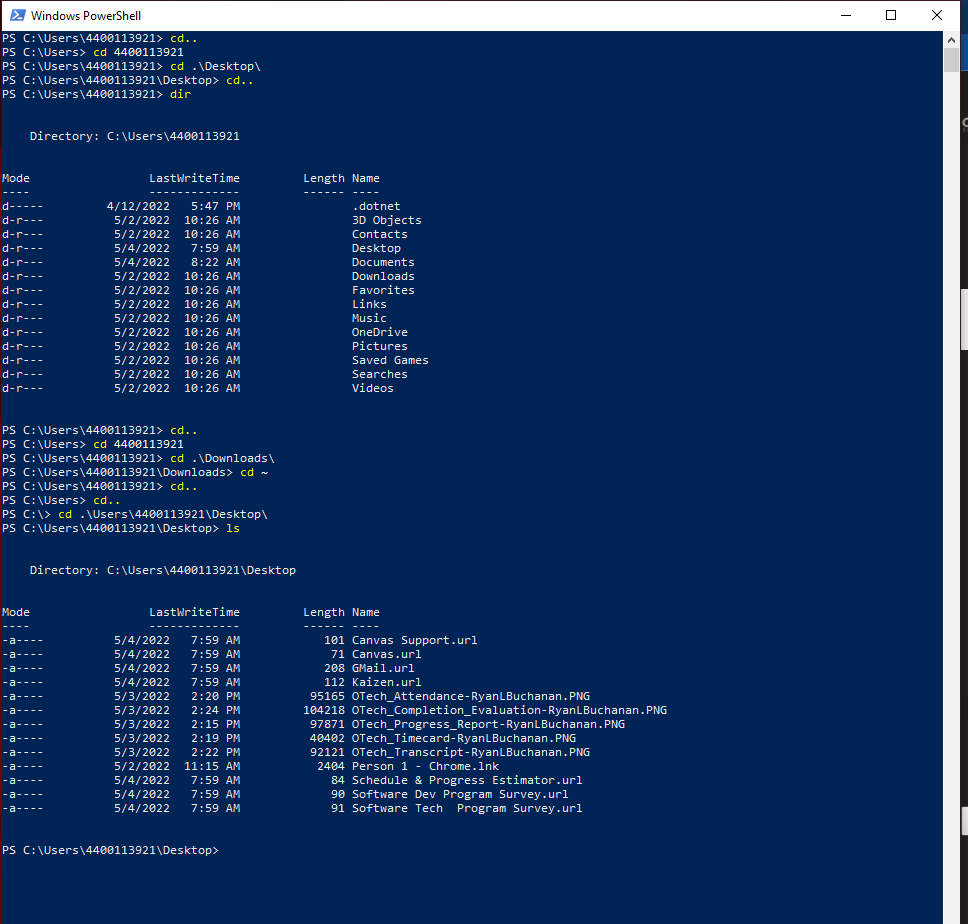 Windows PowerShell
PS C:\Users\4400113921> cd..
PS C:\Users> cd 4400113921
PS C:\Users\4400113921> cd .\Desktop\
PS C:\Users\4400113921\Desktop> cd..
PS C:\Users\4400113921> dir
Directory: C:\Users\4400113921
Mode LastWriteTime Length Name
---- ------------- ------ ----
d----- 4/12/2022 5:47 PM .dotnet
d-r--- 5/2/2022 10:26 AM 3D Objects
d-r--- 5/2/2022 10:26 AM Contacts
d-r--- 5/4/2022 7:59 AM Desktop
d-r--- 5/4/2022 8:22 AM Documents
d-r--- 5/2/2022 10:26 AM Downloads
d-r--- 5/2/2022 10:26 AM Favorites
d-r--- 5/2/2022 10:26 AM Links
d-r--- 5/2/2022 10:26 AM Music
d-r--- 5/2/2022 10:26 AM OneDrive
d-r--- 5/2/2022 10:26 AM Pictures
d-r--- 5/2/2022 10:26 AM Saved Games
d-r--- 5/2/2022 10:26 AM Searches
d-r--- 5/2/2022 10:26 AM Videos
PS C:\Users\4400113921> cd..
PS C:\Users> cd 4400113921
PS C:\Users\4400113921> cd .\Downloads\
PS C:\Users\4400113921\Downloads> cd ~
PS C:\Users\4400113921> cd..
PS C:\Users> cd..
PS C:\> cd .\Users\4400113921\Desktop\
PS C:\Users\4400113921\Desktop> ls
Directory: C:\Users\4400113921\Desktop
Mode LastWriteTime Length Name
---- ------------- ------ ----
-a---- 5/4/2022 7:59 AM 101 Canvas Support.url
-a---- 5/4/2022 7:59 AM 71 Canvas.url
-a---- 5/4/2022 7:59 AM 208 GMail.url
-a---- 5/4/2022 7:59 AM 112 Kaizen.url
-a---- 5/3/2022 2:20 PM 95165 OTech_Attendance-RyanLBuchanan.PNG
-a---- 5/3/2022 2:24 PM 104218 OTech_Completion_Evaluation-RyanLBuchanan.PNG
-a---- 5/3/2022 2:15 PM 97871 OTech_Progress_Report-RyanLBuchanan.PNG
-a---- 5/3/2022 2:19 PM 40402 OTech_Timecard-RyanLBuchanan.PNG
-a---- 5/3/2022 2:22 PM 92121 OTech_Transcript-RyanLBuchanan.PNG
-a---- 5/2/2022 11:15 AM 2404 Person 1 - Chrome.lnk
-a---- 5/4/2022 7:59 AM 84 Schedule & Progress Estimator.url
-a---- 5/4/2022 7:59 AM 90 Software Dev Program Survey.url
-a---- 5/4/2022 7:59 AM 91 Software Tech  Program Survey.url
PS C:\Users\4400113921\Desktop>